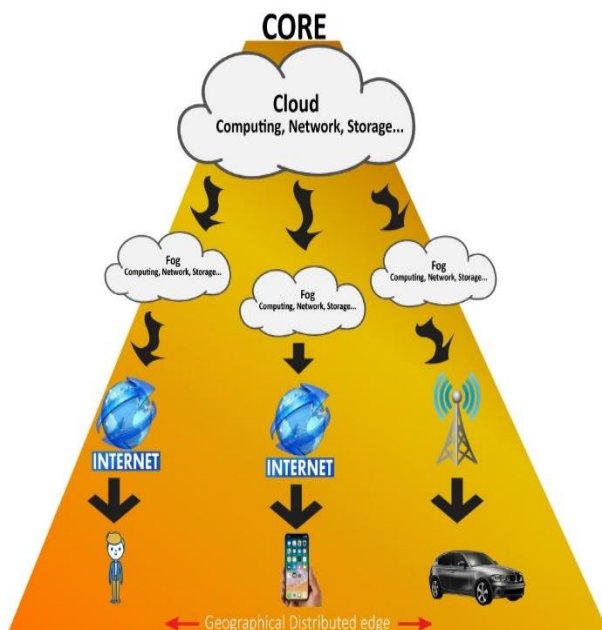 CORE
Cloud
Computing, Network, Storage...
Fog
Computing, Network, Storage...
Fog
Computing, Network, Storage...
Fog
Computing, Network, Storage...
INTERNET
INTERNET
Geographical Distributed edge